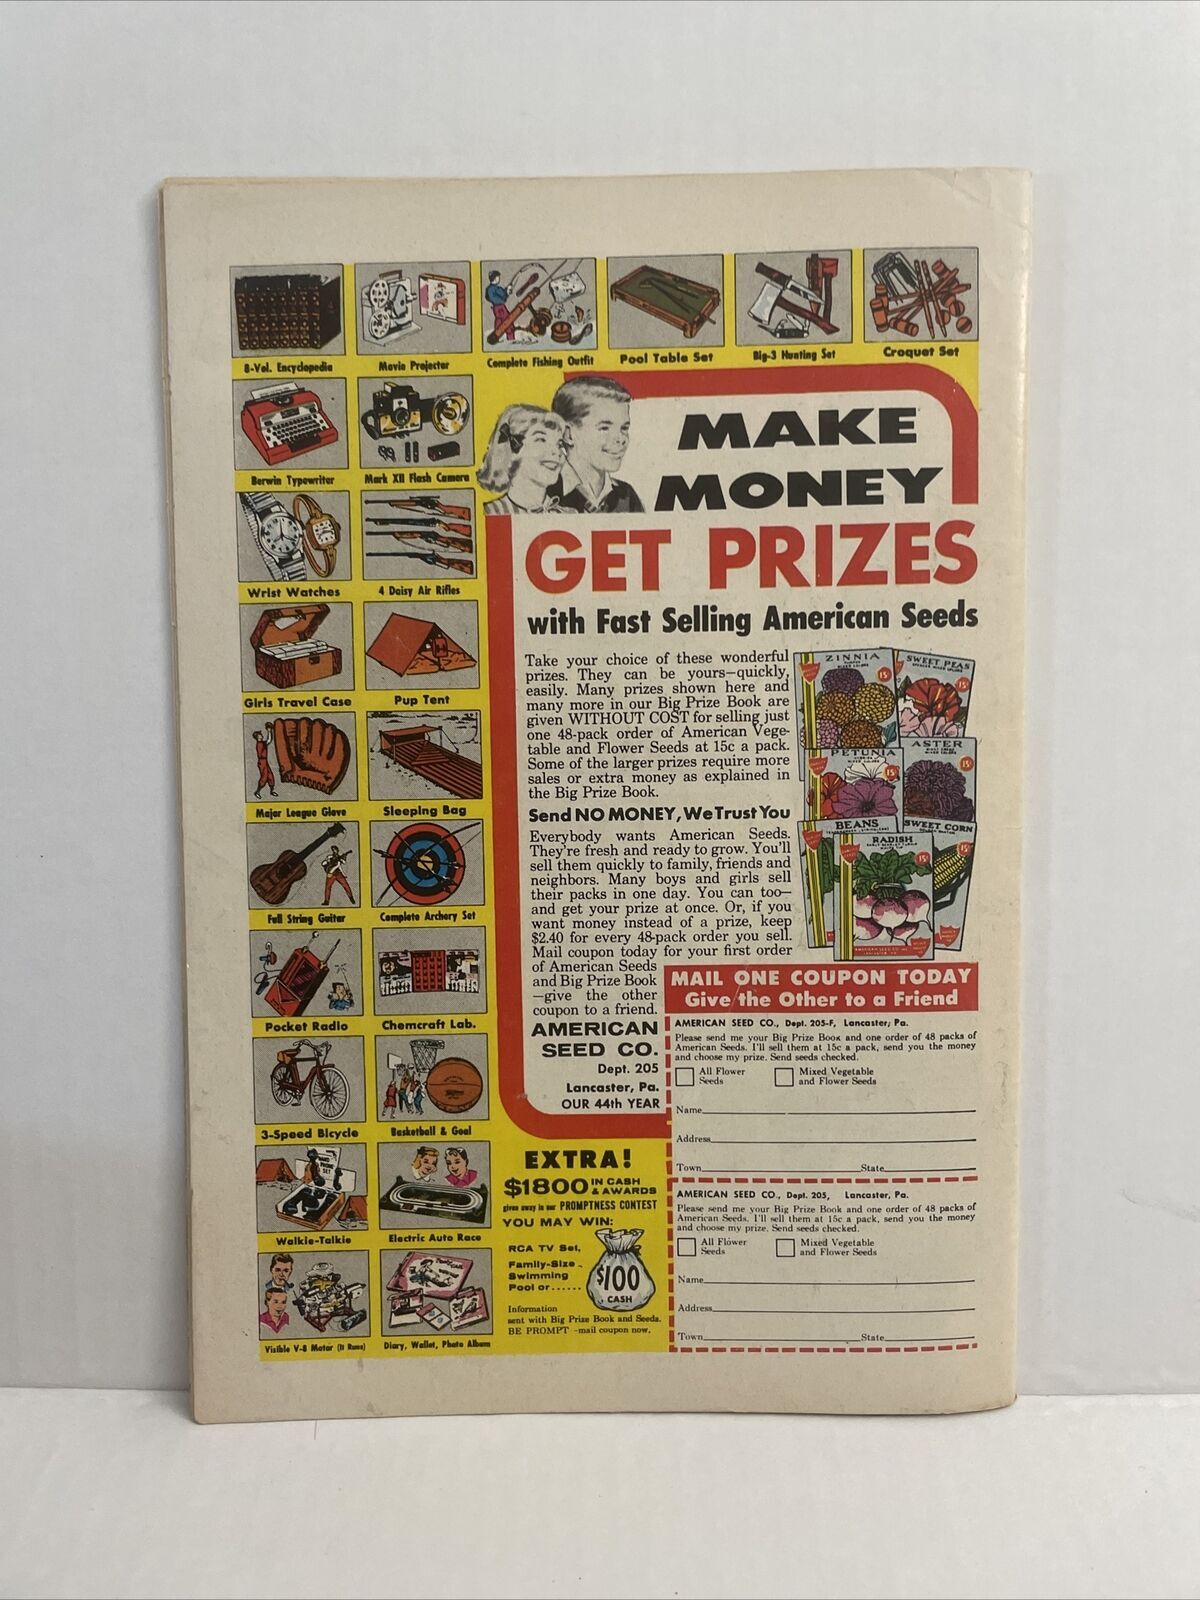 8-Vol. Encyclopedia
Movie Projector
Complete Fishing Outfit
Pool Table Set
Big-3 Hunting Set
Croquet Set
Berwin Typewriter
Mark XII Flash Camera
Wrist Watches
4 Daisy Air Rifles
Girls Travel Case
Pup Tent
Major League Glove
Sleeping Bag
Full String Guitar
Complete Archery Set
Pocket Radio
Chemcraft Lab.
3-Speed Bicycle
Basketball & Goal
Walkie-Talkie
Electric Auto Race
Visible V-8 Motor (It Runs)
Diary, Wallet, Photo Album
MAKE
MONEY
GET PRIZES
with Fast Selling American Seeds
Take your choice of these wonderful
prizes. They can be yours—quickly,
easily. Many prizes shown here and
many more in our Big Prize Book are
given WITHOUT COST for selling just
one 48-pack order of American Vege-
table and Flower Seeds at 15c a pack.
Some of the larger prizes require more
sales or extra money as explained in
the Big Prize Book.
Send NO MONEY, We Trust You
Everybody wants American Seeds.
They're fresh and ready to grow. You'll
sell them quickly to family, friends and
neighbors. Many boys and girls sell
their packs in one day. You can too—
and get your prize at once. Or, if you
want money instead of a prize, keep
$2.40 for every 48-pack order you sell.
Mail coupon today for your first order
of American Seeds
and Big Prize Book
—give the other
coupon to a friend.
AMERICAN
SEED CO.
Dept. 205
Lancaster, Pa.
OUR 44th YEAR
ZINNIA
15¢
SWEET PEAS
15¢
PETUNIA
15¢
ASTER
15¢
BEANS
SWEET CORN
15¢
RADISH
15¢
MAIL ONE COUPON TODAY
Give the Other to a Friend
AMERICAN SEED CO., Dept. 205-F, Lancaster, Pa.
Please send me your Big Prize Book and one order of 48 packs of
American Seeds. I'll sell them at 15c a pack, send you the money
and choose my prize. Send seeds checked.
All Flower Seeds
Mixed Vegetable and Flower Seeds
Name
Address
Town State
AMERICAN SEED CO., Dept. 205, Lancaster, Pa.
Please send me your Big Prize Book and one order of 48 packs of
American Seeds. I'll sell them at 15c a pack, send you the money
and choose my prize. Send seeds checked.
All Flower Seeds
Mixed Vegetable and Flower Seeds
Name
Address
Town State
EXTRA!
$1800 IN CASH & AWARDS
given away in our PROMPTNESS CONTEST
YOU MAY WIN:
RCA TV Set,
Family-Size
Swimming
Pool or......
$100
CASH
Information
sent with Big Prize Book and Seeds.
BE PROMPT -mail coupon now.